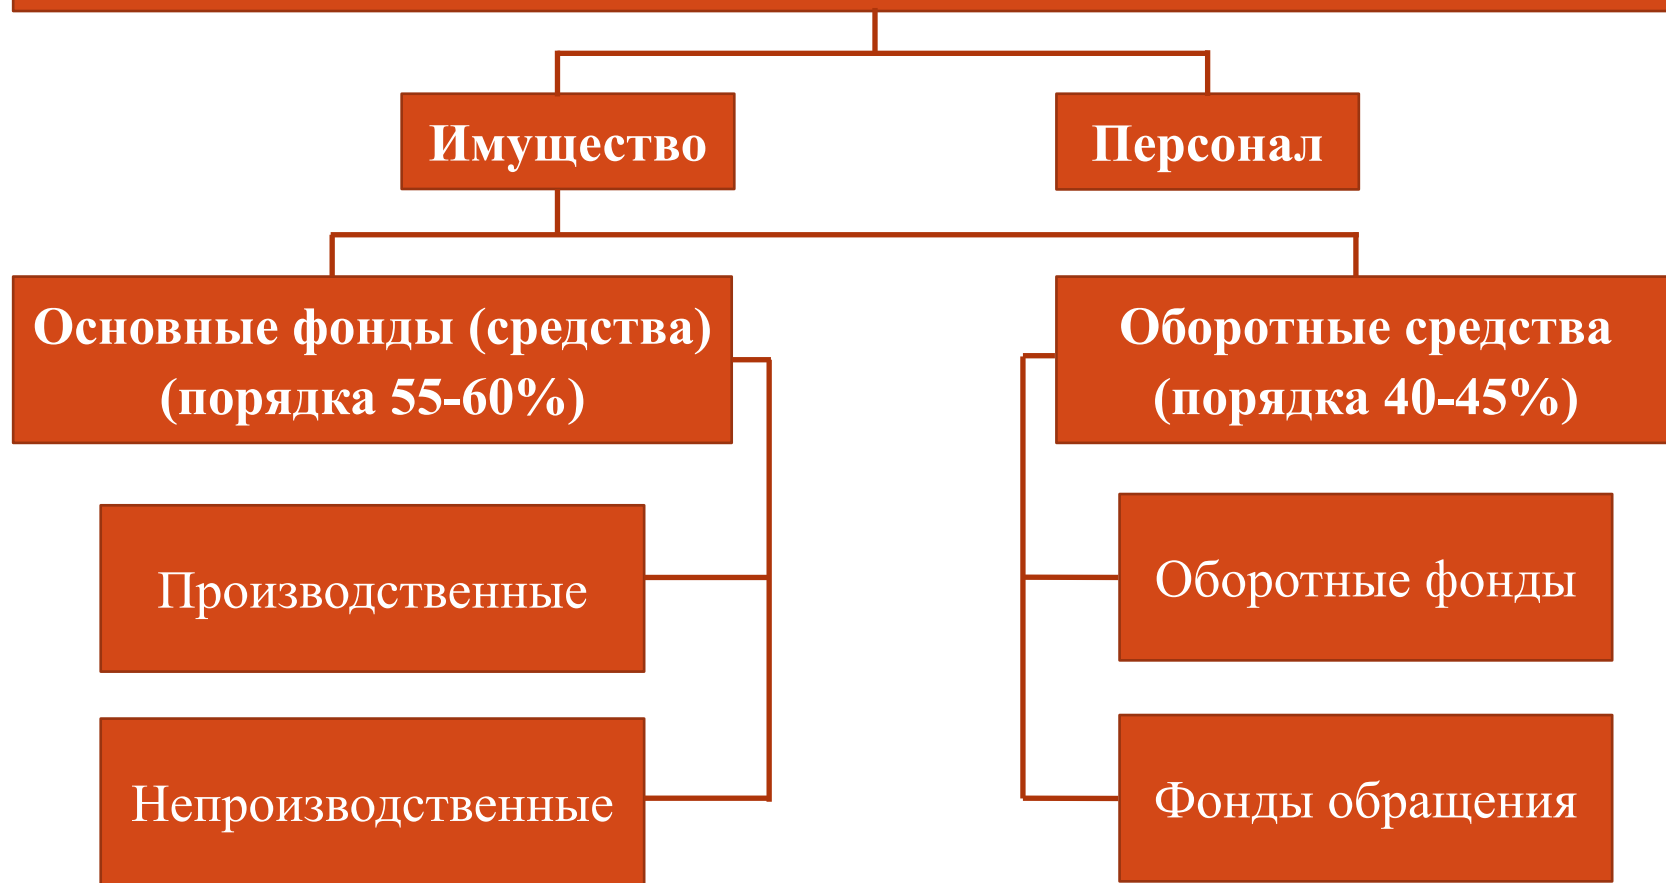 Имущество
Персонал
Основные фонды (средства)
(порядка 55-60%)
Оборотные средства
(порядка 40-45%)
Производственные
Оборотные фонды
Непроизводственные
Фонды обращения